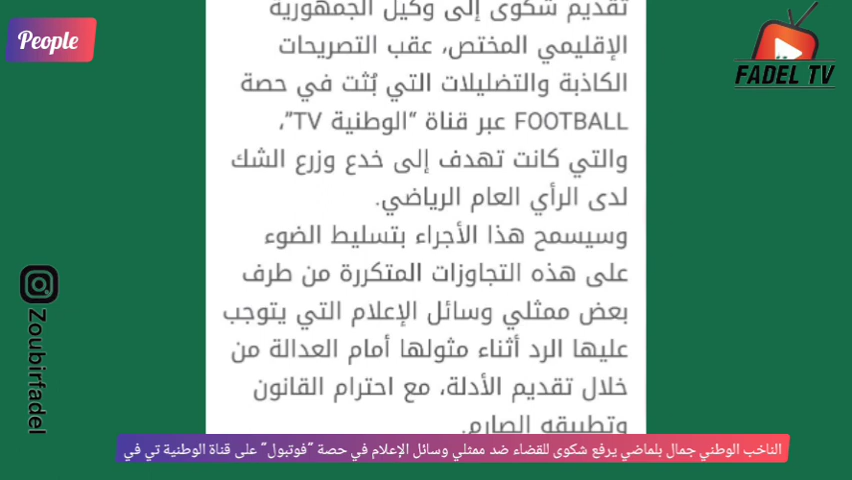 People
FADEL TV
تقديم شكوى إلى وكيل الجمهورية
الإقليمي المختص، عقب التصريحات
الكاذبة والتضليلات التي بُثت في حصة
FOOTBALL عبر قناة “الوطنية TV”،
والتي كانت تهدف إلى خدع وزرع الشك
لدى الرأي العام الرياضي.
وسيسمح هذا الأجراء بتسليط الضوء
على هذه التجاوزات المتكررة من طرف
بعض ممثلي وسائل الإعلام التي يتوجب
عليها الرد أثناء مثولها أمام العدالة من
خلال تقديم الأدلة، مع احترام القانون
وتطبيقه الصارم.
Zoubirfadel
الناخب الوطني جمال بلماضي يرفع شكوى للقضاء ضد ممثلي وسائل الإعلام في حصة “فوتبول” على قناة الوطنية تي في